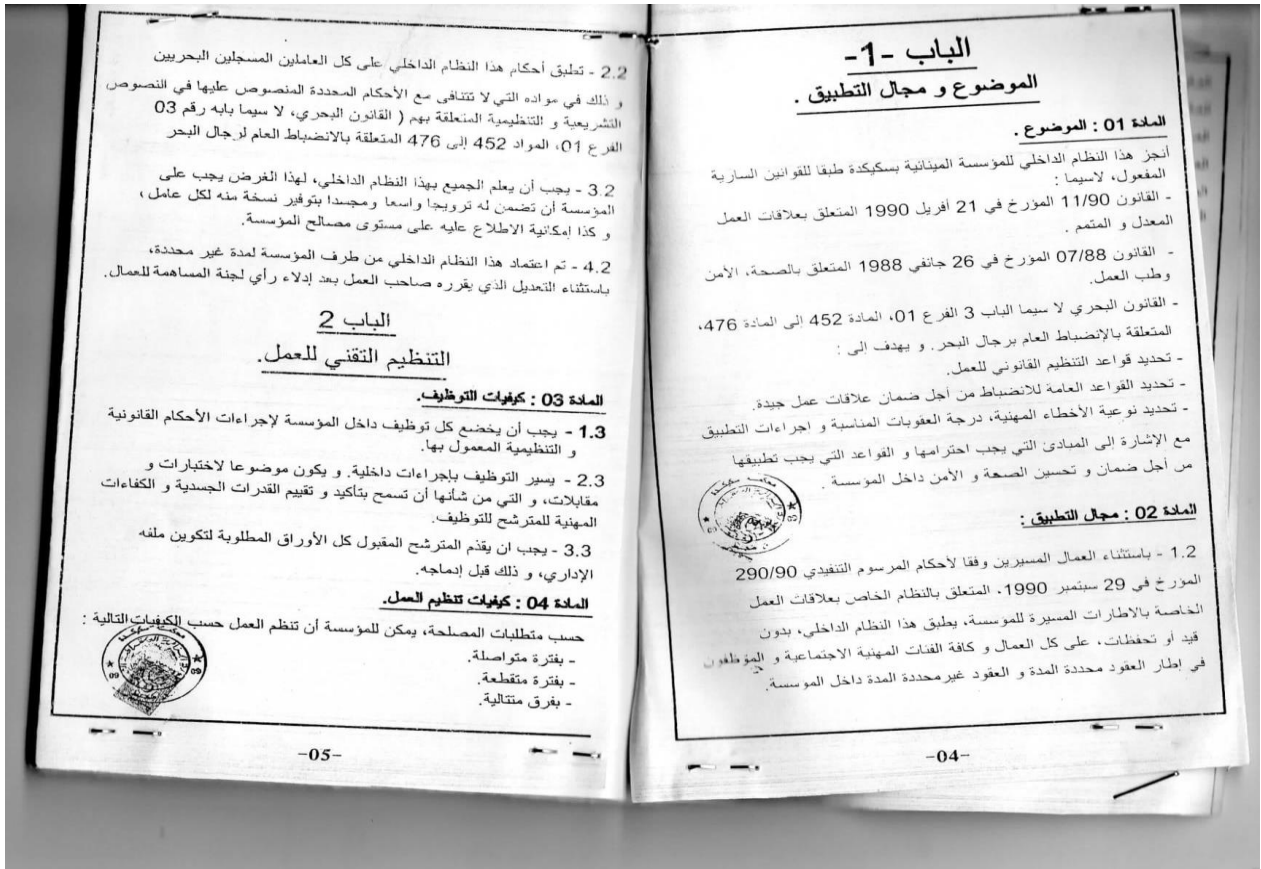 الباب -1-
الموضوع و مجال التطبيق .
المادة 01 : الموضوع .
أنجز هذا النظام الداخلي للمؤسسة المينائية بسكيكدة طبقا للقوانين السارية
المفعول، لاسيما :
- القانون 11/90 المؤرخ في 21 أفريل 1990 المتعلق بعلاقات العمل
المعدل و المتمم .
- القانون 07/88 المؤرخ في 26 جانفي 1988 المتعلق بالصحة، الأمن
وطب العمل.
- القانون البحري لا سيما الباب 3 الفرع 01، المادة 452 إلى المادة 476،
المتعلقة بالإنضباط العام برجال البحر. و يهدف إلى :
- تحديد قواعد التنظيم القانوني للعمل.
- تحديد القواعد العامة للانضباط من أجل ضمان علاقات عمل جيدة.
- تحديد نوعية الأخطاء المهنية، درجة العقوبات المناسبة و اجراءات التطبيق
مع الإشارة إلى المبادئ التي يجب احترامها و القواعد التي يجب تطبيقها
من أجل ضمان و تحسين الصحة و الأمن داخل المؤسسة .
المادة 02 : مجال التطبيق :
1.2 - باستثناء العمال المسيرين وفقا لأحكام المرسوم التنفيدي 290/90
المؤرخ في 29 سبتمبر 1990، المتعلق بالنظام الخاص بعلاقات العمل
الخاصة بالاطارات المسيرة للمؤسسة، يطبق هذا النظام الداخلي، بدون
قيد أو تحفظات، على كل العمال و كافة الفئات المهنية الاجتماعية و المؤظفون
في إطار العقود محددة المدة و العقود غير محددة المدة داخل المؤسسة.
-04-
2.2 - تطبق أحكام هذا النظام الداخلي على كل العاملين المسجلين البحريين
و ذلك في مواده التي لا تتنافى مع الأحكام المحددة المنصوص عليها في النصوص
التشريعية و التنظيمية المتعلقة بهم ( القانون البحري، لا سيما بابه رقم 03
الفرع 01، المواد 452 إلى 476 المتعلقة بالانضباط العام لرجال البحر
3.2 - يجب أن يعلم الجميع بهذا النظام الداخلي، لهذا الغرض يجب على
المؤسسة أن تضمن له ترويجا واسعا ومجسدا بتوفير نسخة منه لكل عامل ،
و كذا إمكانية الاطلاع عليه على مستوى مصالح المؤسسة.
4.2 - تم اعتماد هذا النظام الداخلي من طرف المؤسسة لمدة غير محددة،
باستثناء التعديل الذي يقرره صاحب العمل بعد إدلاء رأي لجنة المساهمة للعمال.
الباب 2
التنظيم التقني للعمل.
المادة 03 : كيفيات التوظيف.
1.3 - يجب أن يخضع كل توظيف داخل المؤسسة لإجراءات الأحكام القانونية
و التنظيمية المعمول بها.
2.3 - يسير التوظيف بإجراءات داخلية. و يكون موضوعا لاختبارات و
مقابلات، و التي من شأنها أن تسمح بتأكيد و تقييم القدرات الجسدية و الكفاءات
المهنية للمترشح للتوظيف.
3.3 - يجب ان يقدّم المترشح المقبول كل الأوراق المطلوبة لتكوين ملفه
الإداري، و ذلك قبل إدماجه.
المادة 04 : كيفيات تنظيم العمل.
حسب متطلبات المصلحة، يمكن للمؤسسة أن تنظم العمل حسب الكيفيات التالية :
- بفترة متواصلة.
- بفترة متقطعة.
- بفرق متتالية.
-05-